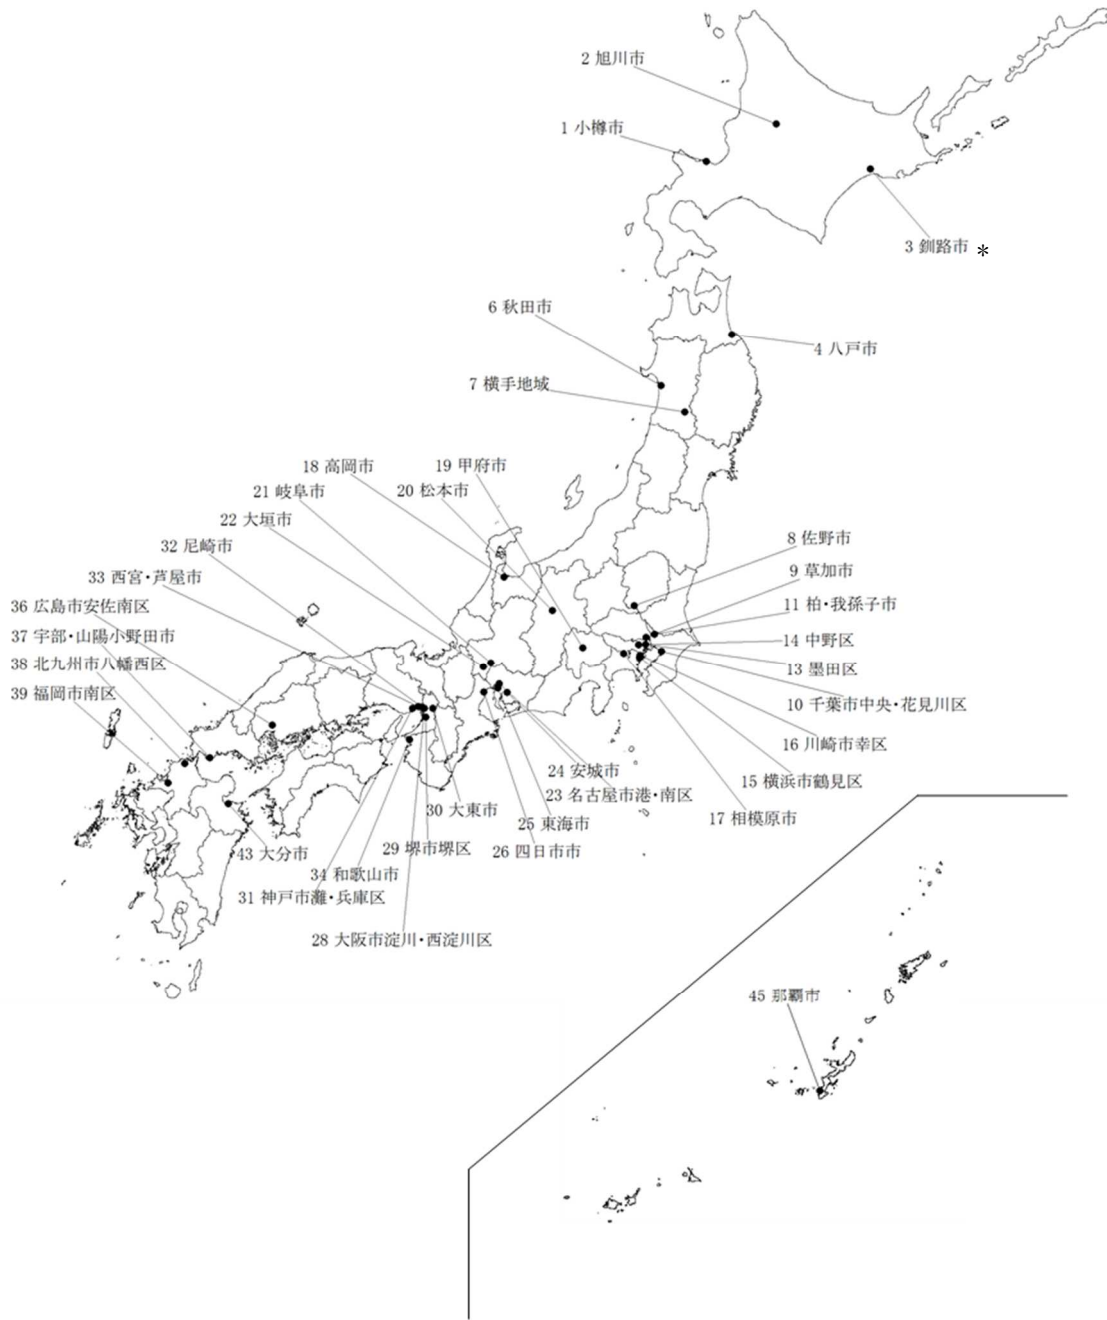 2 旭川市
1 小樽市
3 釧路市 *
6 秋田市
4 八戸市
7 横手地域
18 高岡市
19 甲府市
20 松本市
21 岐阜市
22 大垣市
32 尼崎市
33 西宮・芦屋市
36 広島市安佐南区
37 宇部・山陽小野田市
38 北九州市八幡西区
39 福岡市南区
8 佐野市
9 草加市
11 柏・我孫子市
14 中野区
13 墨田区
10 千葉市中央・花見川区
16 川崎市幸区
15 横浜市鶴見区
17 相模原市
24 安城市
23 名古屋市港・南区
25 東海市
26 四日市市
30 大東市
29 堺市堺区
43 大分市
34 和歌山市
31 神戸市灘・兵庫区
28 大阪市淀川・西淀川区
45 那覇市